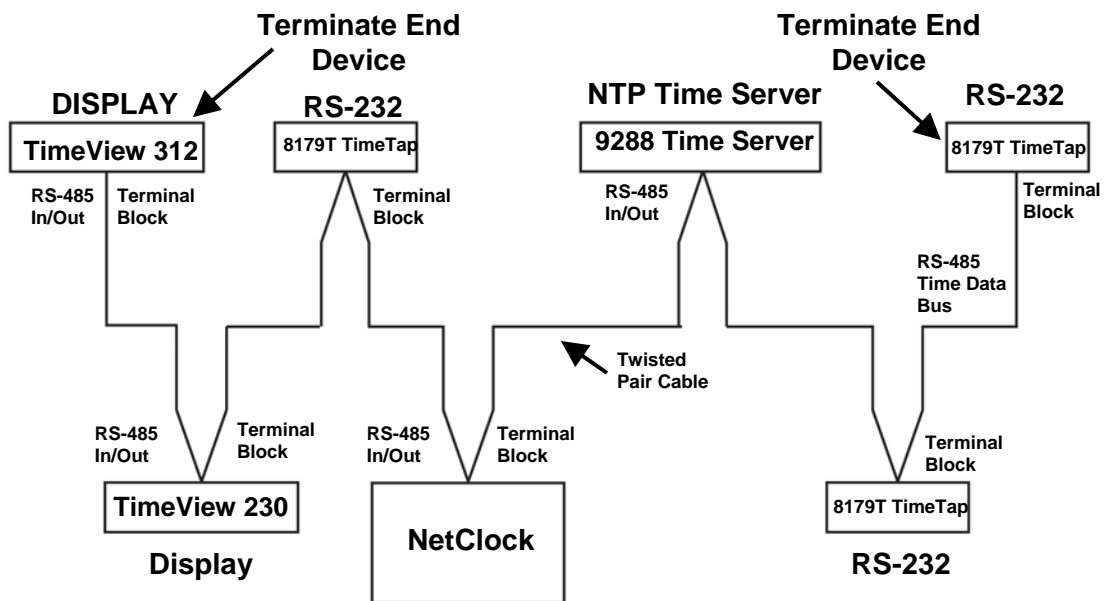 Terminate End
Device
Terminate End
Device
DISPLAY
RS-232
NTP Time Server
RS-232
TimeView 312
8179T TimeTap
9288 Time Server
8179T TimeTap
RS-485
In/Out
Terminal
Block
Terminal
Block
RS-485
In/Out
Terminal
Block
RS-485
Time Data
Bus
Twisted
Pair Cable
RS-485
In/Out
Terminal
Block
RS-485
In/Out
Terminal
Block
Terminal
Block
TimeView 230
NetClock
8179T TimeTap
Display
RS-232